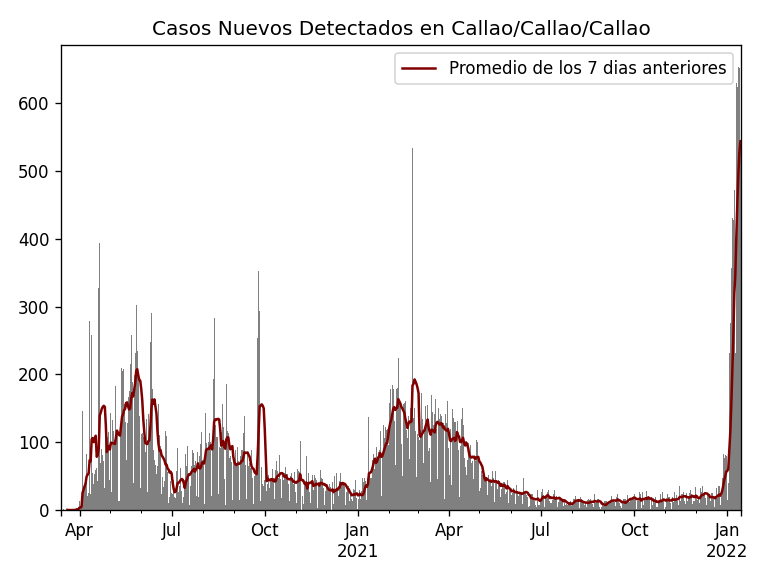 Casos Nuevos Detectados en Callao/Callao/Callao
Promedio de los 7 dias anteriores
600
500
400
300
200
100
0
Apr Jul Oct Jan Apr Jul Oct Jan
2021 2022